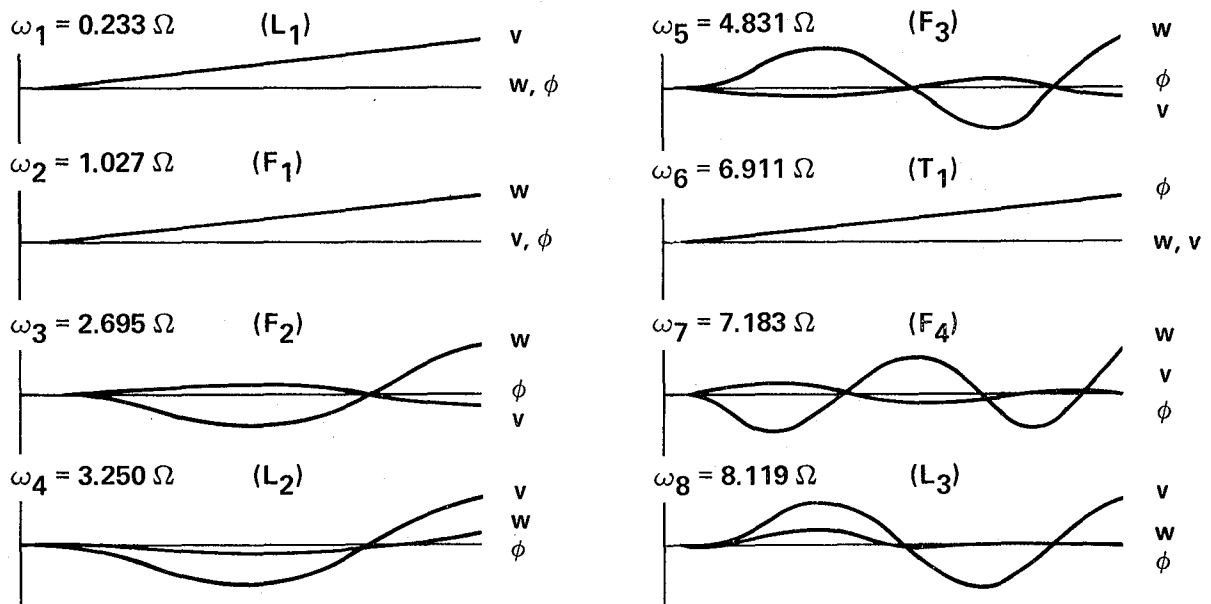 ω1 = 0.233 Ω (L1)
v
w, ϕ
ω2 = 1.027 Ω (F1)
w
v, ϕ
ω3 = 2.695 Ω (F2)
w
ϕ
v
ω4 = 3.250 Ω (L2)
v
w
ϕ
ω5 = 4.831 Ω (F3)
w
ϕ
v
ω6 = 6.911 Ω (T1)
ϕ
w, v
ω7 = 7.183 Ω (F4)
w
v
ϕ
ω8 = 8.119 Ω (L3)
v
w
ϕ